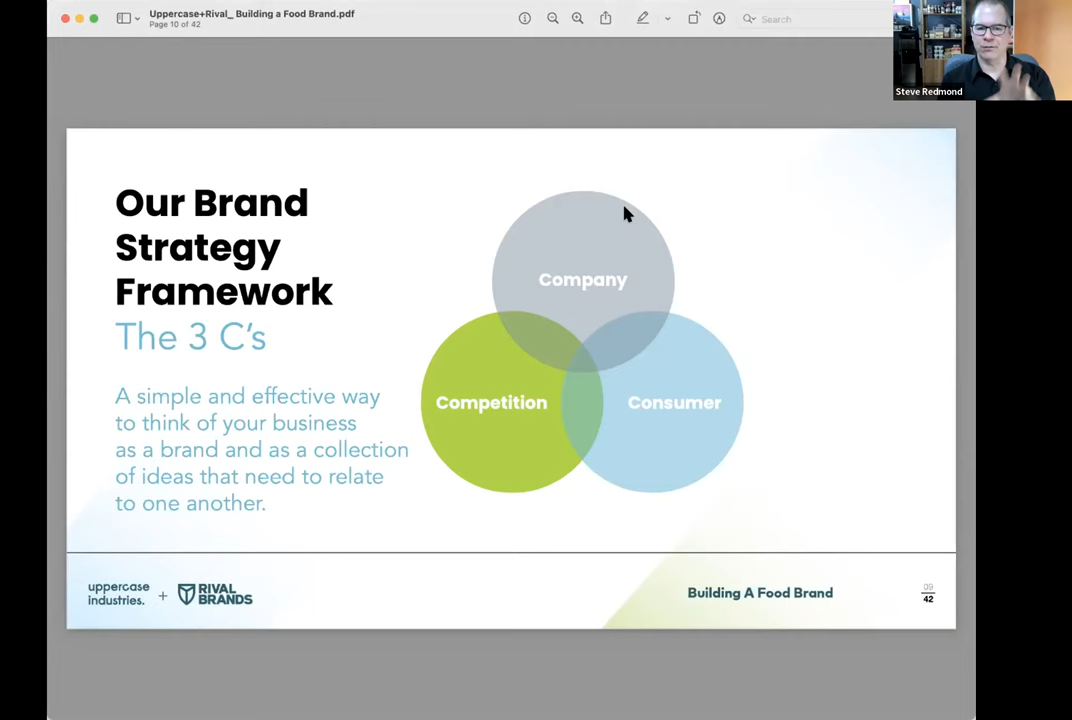 Uppercase+Rival_ Building a Food Brand.pdf
Page 10 of 42
Search
Steve Redmond
Our Brand
Strategy
Framework
The 3 C's
A simple and effective way
to think of your business
as a brand and as a collection
of ideas that need to relate
to one another.
Company
Competition
Consumer
uppercase
industries.
+
RIVAL
BRANDS
Building A Food Brand
09
42